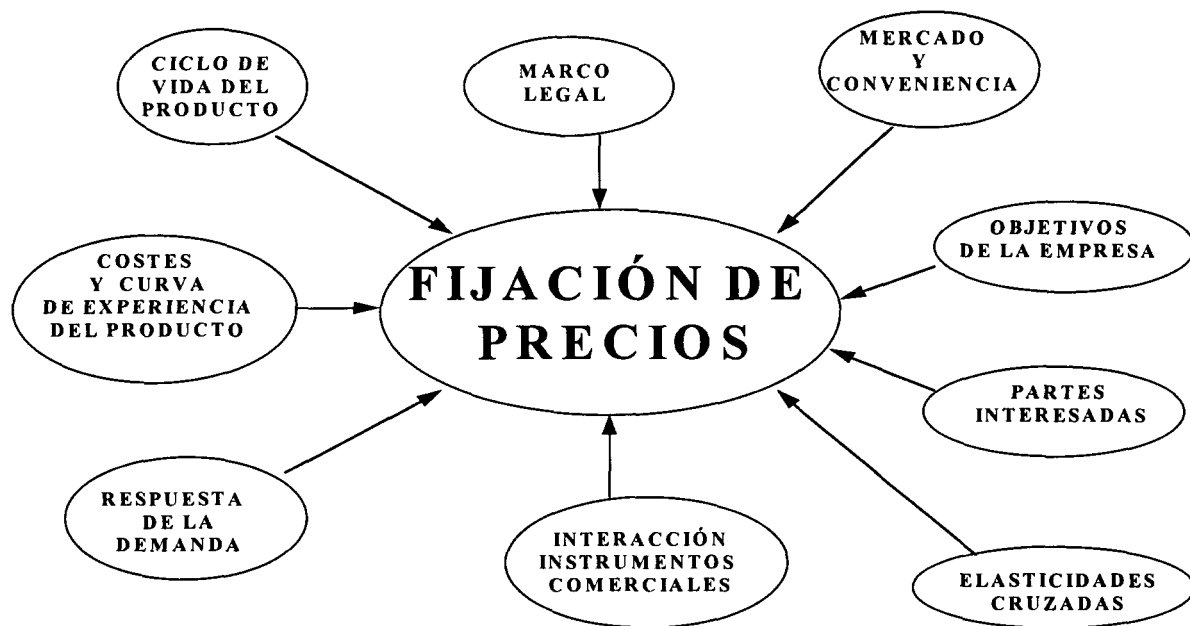 CICLO DE
VIDA DEL
PRODUCTO
MARCO
LEGAL
MERCADO
Y
CONVENIENCIA
OBJETIVOS
DE LA EMPRESA
COSTES
Y CURVA
DE EXPERIENCIA
DEL PRODUCTO
FIJACIÓN DE
PRECIOS
PARTES
INTERESADAS
RESPUESTA
DE LA
DEMANDA
INTERACCIÓN
INSTRUMENTOS
COMERCIALES
ELASTICIDADES
CRUZADAS